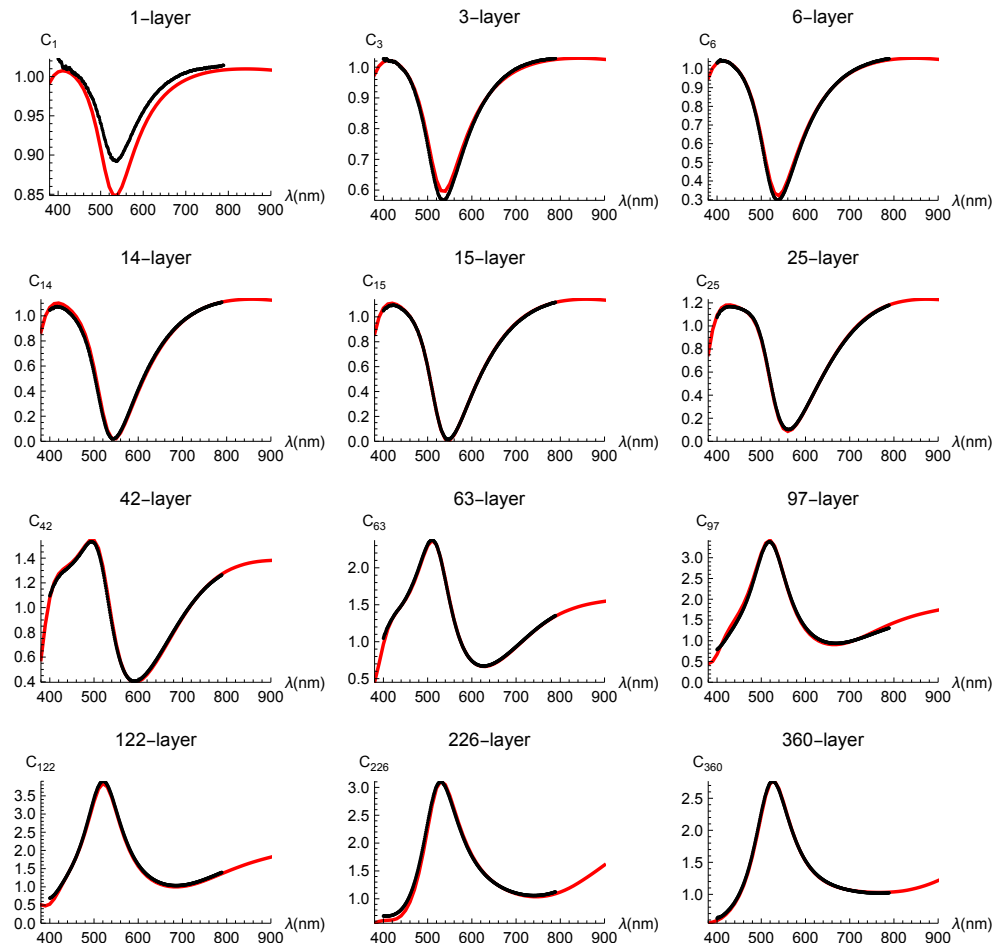 1−layer
C1
1.00
0.95
0.90
0.85
400 500 600 700 800 900
λ(nm)
3−layer
C3
1.0
0.9
0.8
0.7
0.6
400 500 600 700 800 900
λ(nm)
6−layer
C6
1.0
0.9
0.8
0.7
0.6
0.5
0.4
0.3
400 500 600 700 800 900
λ(nm)
14−layer
C14
1.0
0.8
0.6
0.4
0.2
0.0
400 500 600 700 800 900
λ(nm)
15−layer
C15
1.0
0.8
0.6
0.4
0.2
0.0
400 500 600 700 800 900
λ(nm)
25−layer
C25
1.2
1.0
0.8
0.6
0.4
0.2
0.0
400 500 600 700 800 900
λ(nm)
42−layer
C42
1.4
1.2
1.0
0.8
0.6
0.4
400 500 600 700 800 900
λ(nm)
63−layer
C63
2.0
1.5
1.0
0.5
400 500 600 700 800 900
λ(nm)
97−layer
C97
3.0
2.5
2.0
1.5
1.0
0.5
0.0
400 500 600 700 800 900
λ(nm)
122−layer
C122
3.5
3.0
2.5
2.0
1.5
1.0
0.5
0.0
400 500 600 700 800 900
λ(nm)
226−layer
C226
3.0
2.5
2.0
1.5
1.0
400 500 600 700 800 900
λ(nm)
360−layer
C360
2.5
2.0
1.5
1.0
400 500 600 700 800 900
λ(nm)